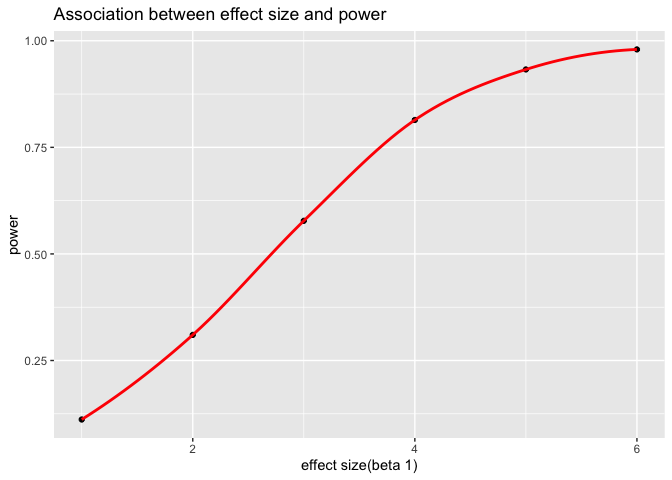 Association between effect size and power
1.00
0.75
0.50
0.25
power
2
4
6
effect size(beta 1)